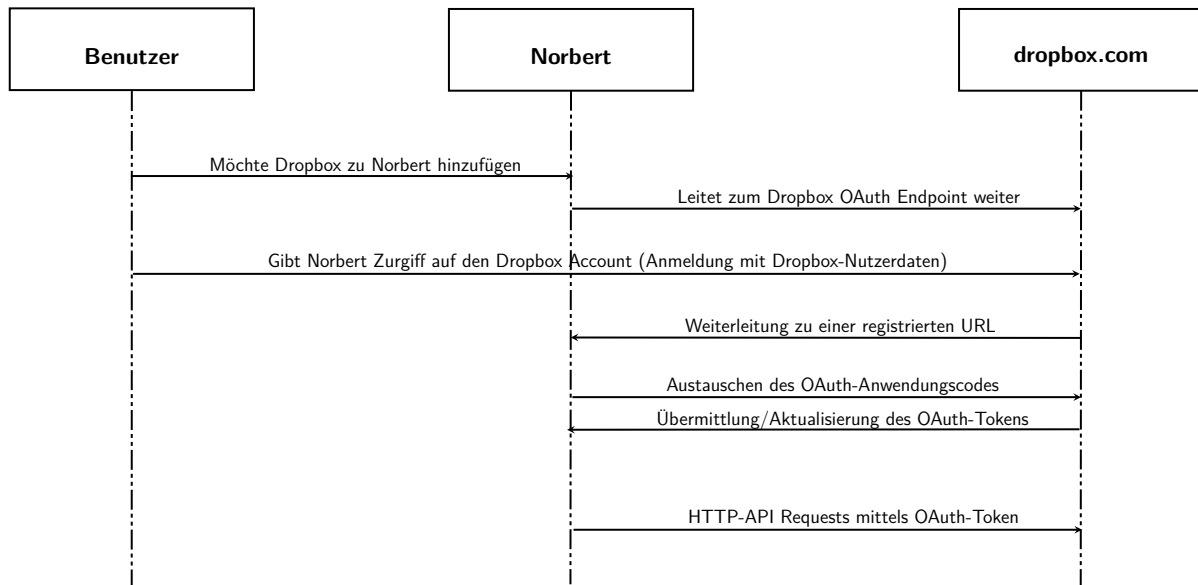 Benutzer
Norbert
dropbox.com
Möchte Dropbox zu Norbert hinzufügen
Leitet zum Dropbox OAuth Endpoint weiter
Gibt Norbert Zurgiff auf den Dropbox Account (Anmeldung mit Dropbox-Nutzerdaten)
Weiterleitung zu einer registrierten URL
Austauschen des OAuth-Anwendungscodes
Übermittlung/Aktualisierung des OAuth-Tokens
HTTP-API Requests mittels OAuth-Token